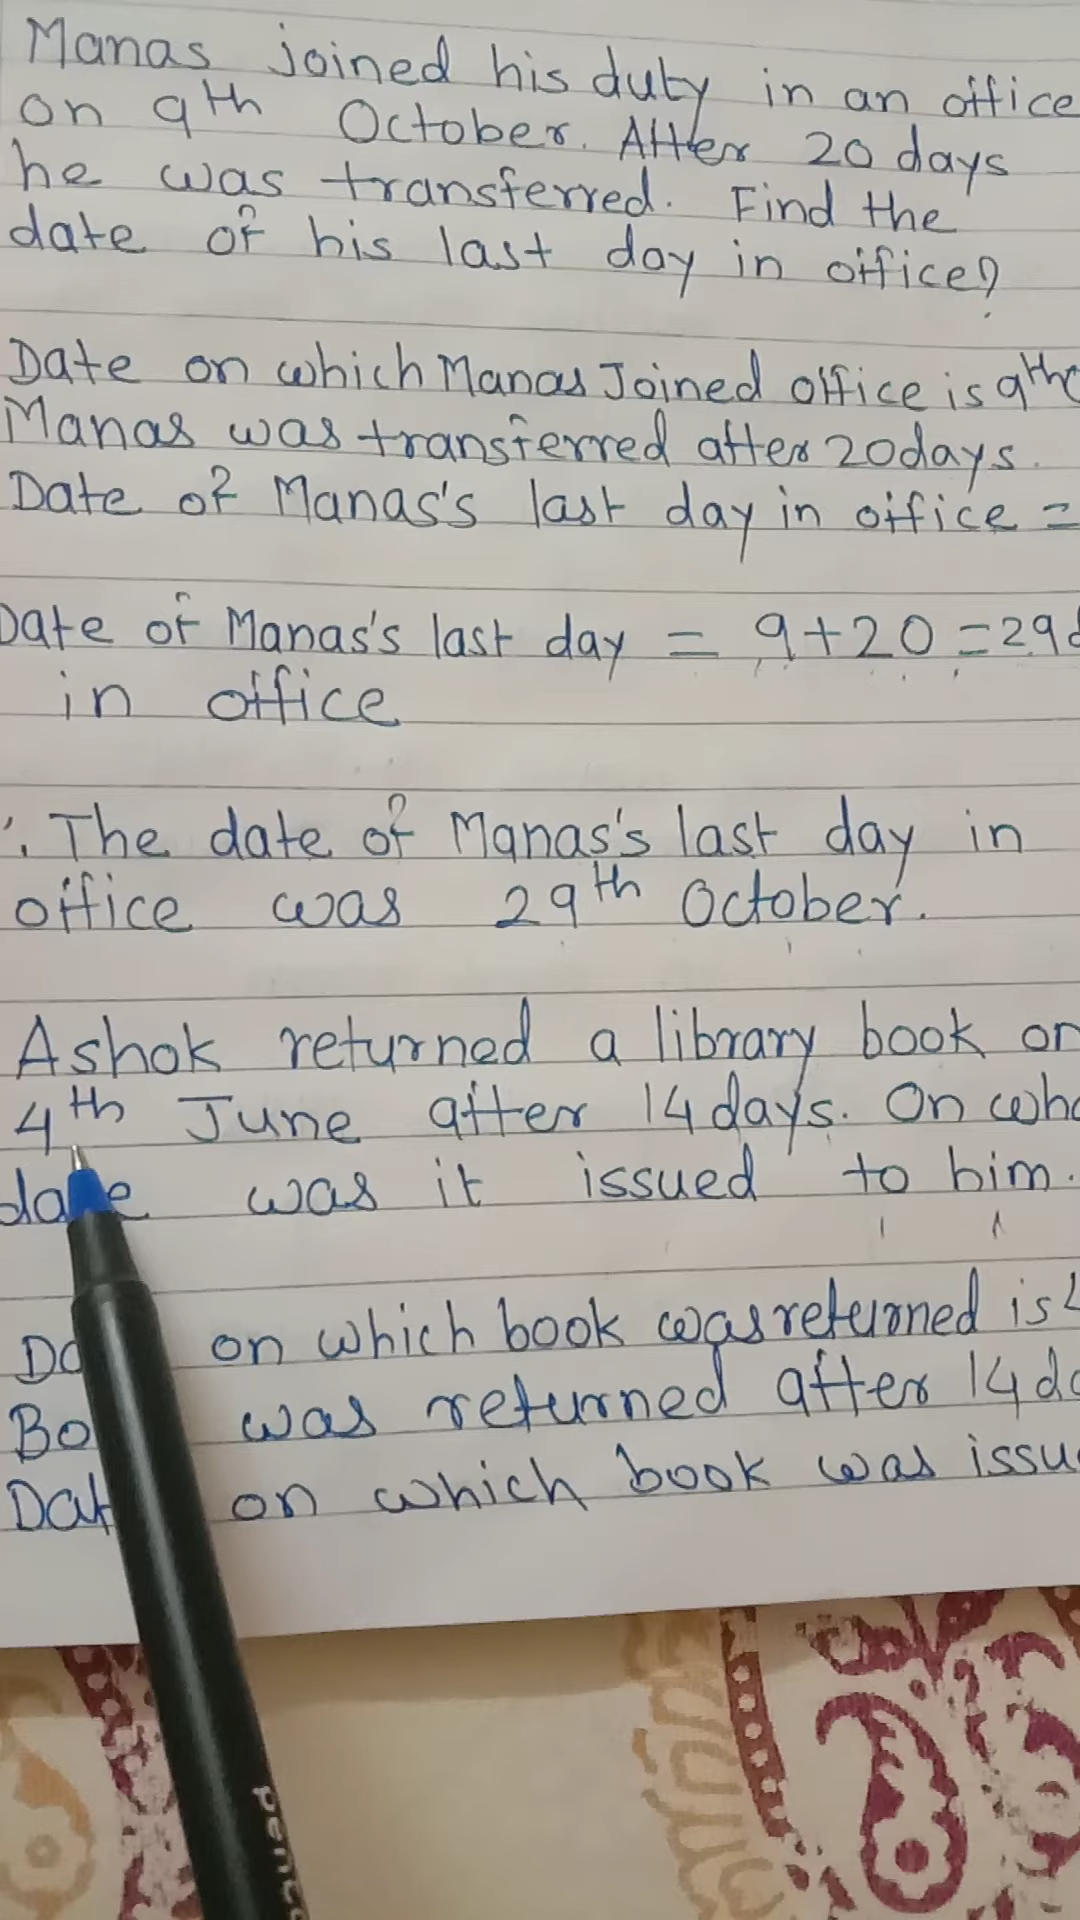 Manas joined his duty in an office
on 9th October. After 20 days
he was transferred. Find the
date of his last day in office?
Date on which Manas Joined office is 9th
Manas was transferred after 20 days.
Date of Manas's last day in office =
Date of Manas's last day = 9+20 = 29
in office
∴ The date of Manas's last day in
office was 29th October.
Ashok returned a library book on
4th June after 14 days. On
date was it issued to him.
on which book was returned is
was returned after 14
on which book was